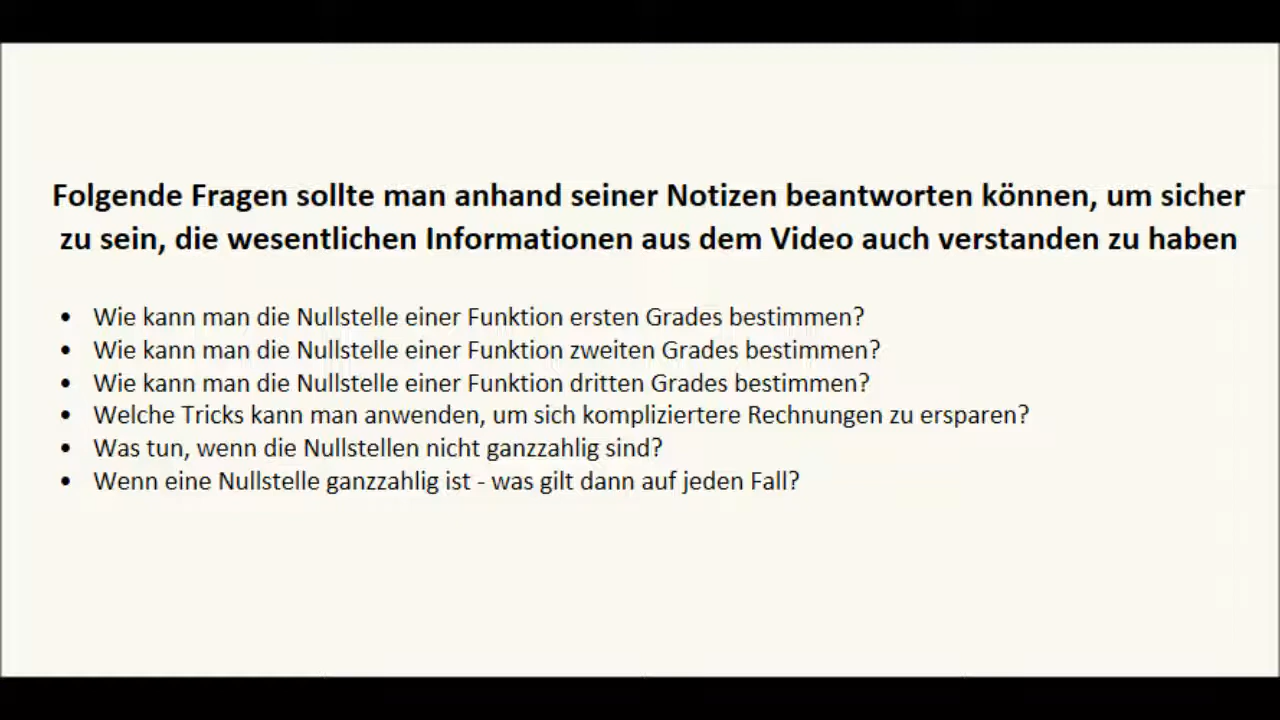 Folgende Fragen sollte man anhand seiner Notizen beantworten können, um sicher
zu sein, die wesentlichen Informationen aus dem Video auch verstanden zu haben
• Wie kann man die Nullstelle einer Funktion ersten Grades bestimmen?
• Wie kann man die Nullstelle einer Funktion zweiten Grades bestimmen?
• Wie kann man die Nullstelle einer Funktion dritten Grades bestimmen?
• Welche Tricks kann man anwenden, um sich kompliziertere Rechnungen zu ersparen?
• Was tun, wenn die Nullstellen nicht ganzzahlig sind?
• Wenn eine Nullstelle ganzzahlig ist - was gilt dann auf jeden Fall?